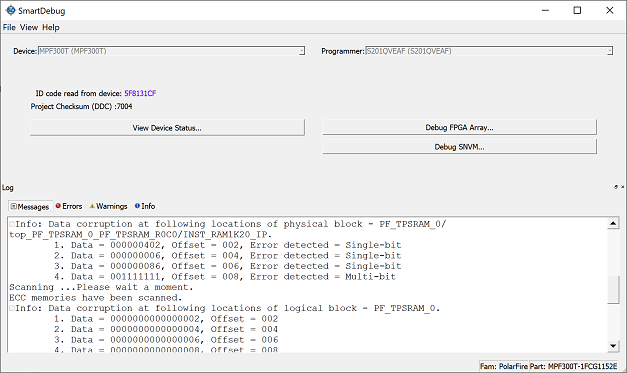 SmartDebug
File View Help
Device: MPF300T (MPF300T)
Programmer: S201QVEAF (S201QVEAF)
ID code read from device: 5F8131CF
Project Checksum (DDC) :7004
View Device Status...
Debug FPGA Array...
Debug SNVM...
Log
Messages Errors Warnings Info
Info: Data corruption at following locations of physical block - PF_TPSRAM_0/
top_PF_TPSRAM_0_PF_TPSRAM_R0C0/INST_RAM1K20_IP.
1. Data = 000000402, Offset = 002, Error detected = Single-bit
2. Data = 000000006, Offset = 004, Error detected = Single-bit
3. Data = 000000086, Offset = 006, Error detected = Single-bit
4. Data = 001111111, Offset = 008, Error detected = Multi-bit
Scanning ...Please wait a moment.
ECC memories have been scanned.
Info: Data corruption at following locations of logical block - PF_TPSRAM_0.
1. Data = 0000000000000002, Offset = 002
2. Data = 0000000000000004, Offset = 004
3. Data = 0000000000000006, Offset = 006
4. Data = 0000000000000008, Offset = 008
Fam: PolarFire Part: MPF300T-1FCG1152E